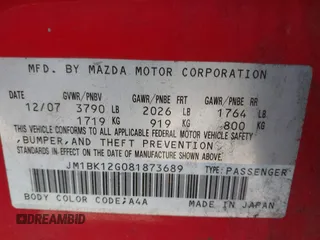 MFD. BY MAZDA MOTOR CORPORATION
GVWR/PNBV GAWR/PNBE FRT GAWR/PNBE RR
12/07 3790 LB 2026 LB 1764 LB
1719 KG 919 KG 800 KG
THIS VEHICLE CONFORMS TO ALL APPLICABLE FEDERAL MOTOR VEHICLE SAFETY
,BUMPER,AND THEFT PREVENTION
STANDARDS IN EFFECT ON THE DATE OF MANUFACTURE SHOWN ABOVE.
JM1BK12G081873689 TYPE:PASSENGER
BODY COLOR CODE:A4A MADE IN JAPAN
DREAMBID